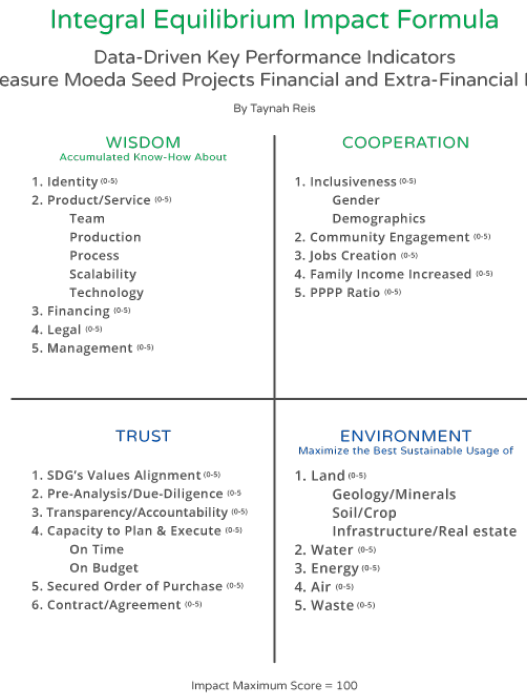 Integral Equilibrium Impact Formula
Data-Driven Key Performance Indicators
easure Moeda Seed Projects Financial and Extra-Financial
By Taynah Reis
WISDOM
Accumulated Know-How About
1. Identity (0-5)
2. Product/Service (0-5)
Team
Production
Process
Scalability
Technology
3. Financing (0-5)
4. Legal (0-5)
5. Management (0-5)
COOPERATION
1. Inclusiveness (0-5)
Gender
Demographics
2. Community Engagement (0-5)
3. Jobs Creation (0-5)
4. Family Income Increased (0-5)
5. PPPP Ratio (0-5)
TRUST
1. SDG's Values Alignment (0-5)
2. Pre-Analysis/Due-Diligence (0-5
3. Transparency/Accountability (0-5)
4. Capacity to Plan & Execute (0-5)
On Time
On Budget
5. Secured Order of Purchase (0-5)
6. Contract/Agreement (0-5)
ENVIRONMENT
Maximize the Best Sustainable Usage of
1. Land (0-5)
Geology/Minerals
Soil/Crop
Infrastructure/Real estate
2. Water (0-5)
3. Energy (0-5)
4. Air (0-5)
5. Waste (0-5)
Impact Maximum Score = 100